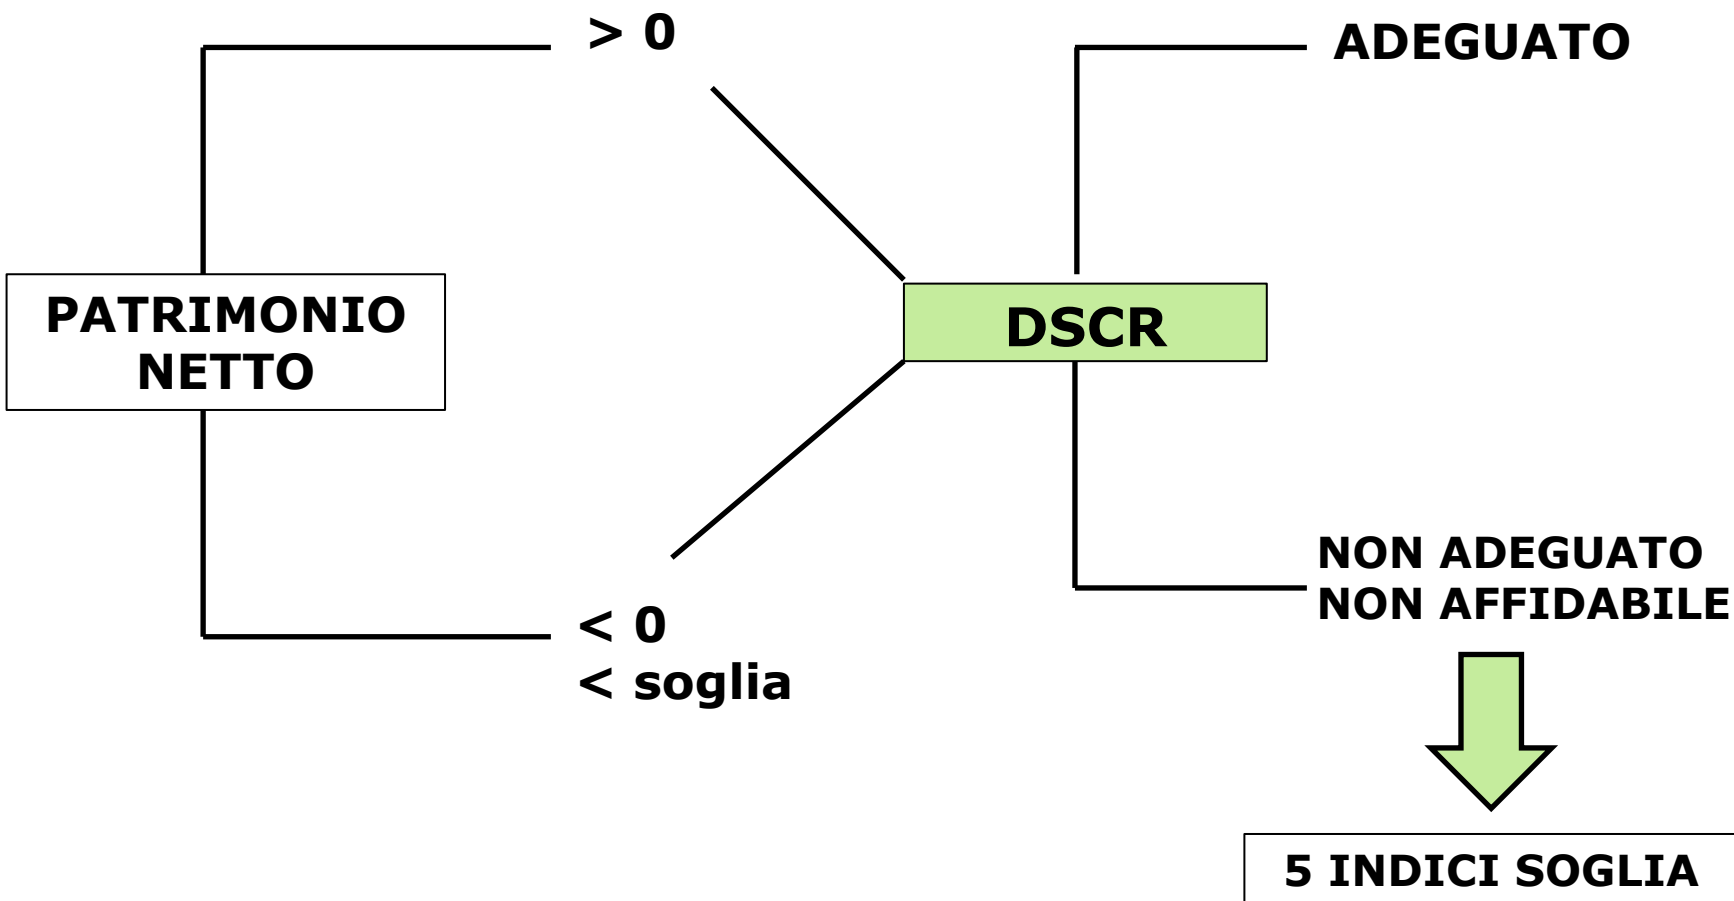 > 0
ADEGUATO
PATRIMONIO
NETTO
DSCR
NON ADEGUATO
NON AFFIDABILE
< 0
< soglia
5 INDICI SOGLIA